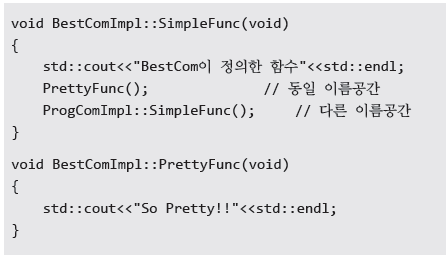 void BestComImpl::SimpleFunc(void)
{
    std::cout<<"BestCom이 정의한 함수"<<std::endl;
    PrettyFunc();              // 동일 이름공간
    ProgComImpl::SimpleFunc();     // 다른 이름공간
}
void BestComImpl::PrettyFunc(void)
{
    std::cout<<"So Pretty!!"<<std::endl;
}